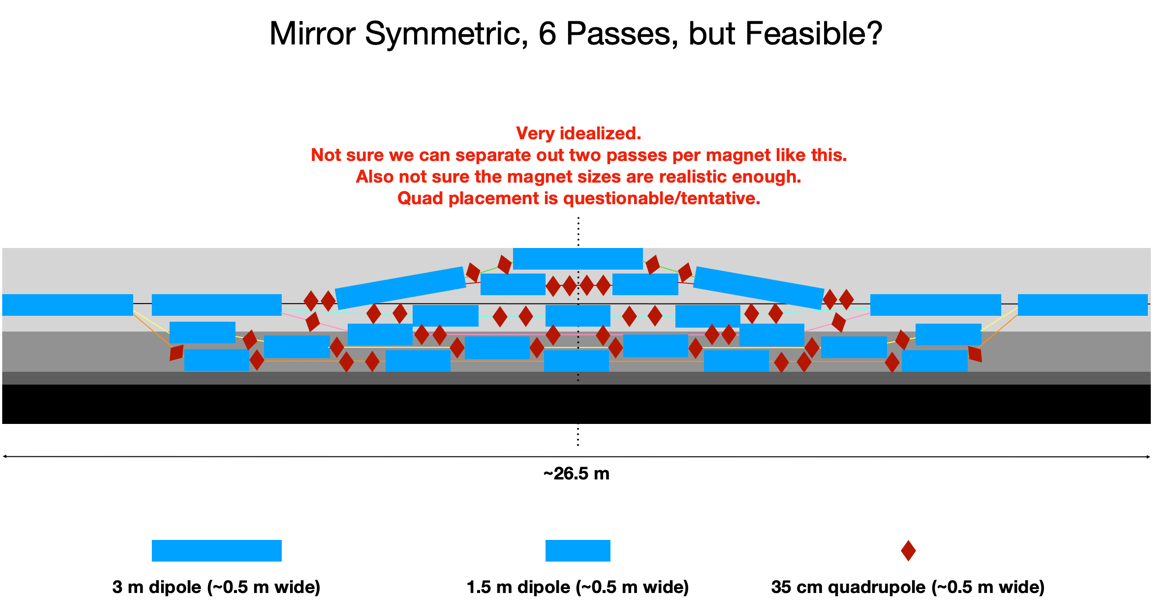 Mirror Symmetric, 6 Passes, but Feasible?
Very idealized.
Not sure we can separate out two passes per magnet like this.
Also not sure the magnet sizes are realistic enough.
Quad placement is questionable/tentative.
~26.5 m
3 m dipole (~0.5 m wide)
1.5 m dipole (~0.5 m wide)
35 cm quadrupole (~0.5 m wide)